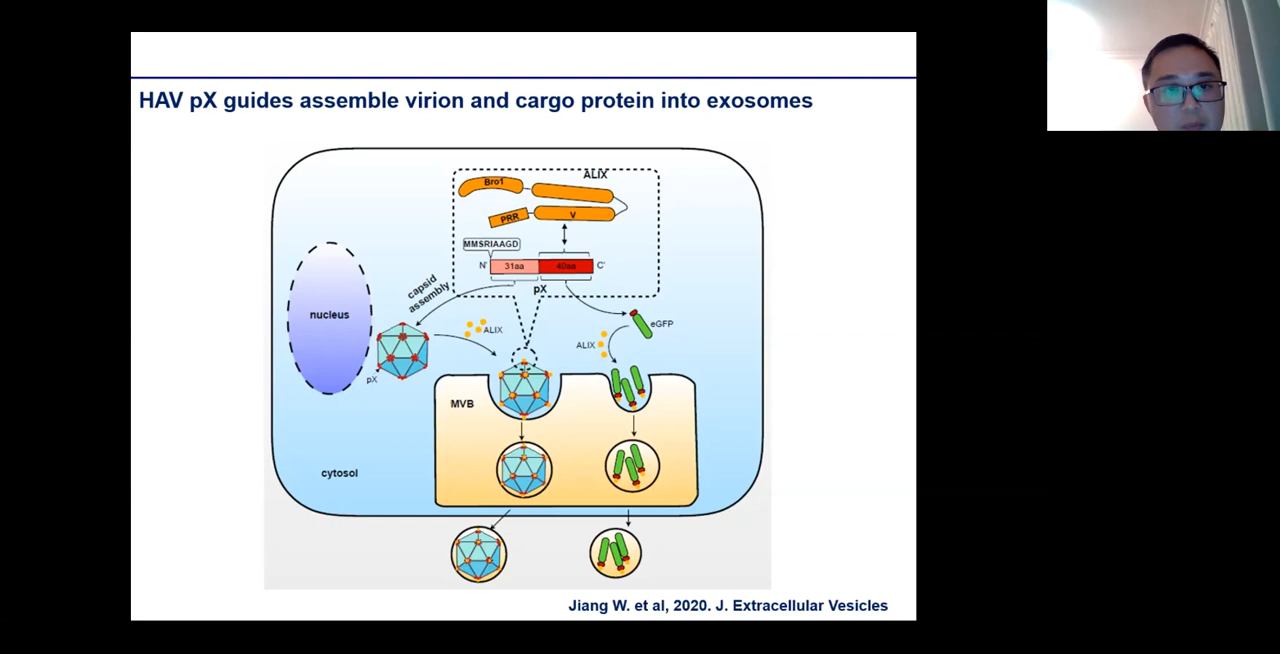 HAV pX guides assemble virion and cargo protein into exosomes
ALIX
Bro1
PRR
V
MMSRIAAGD
N'
31aa
40aa
C'
pX
capsid
assembly
nucleus
ALIX
eGFP
ALIX
pX
MVB
cytosol
Jiang W. et al, 2020. J. Extracellular Vesicles